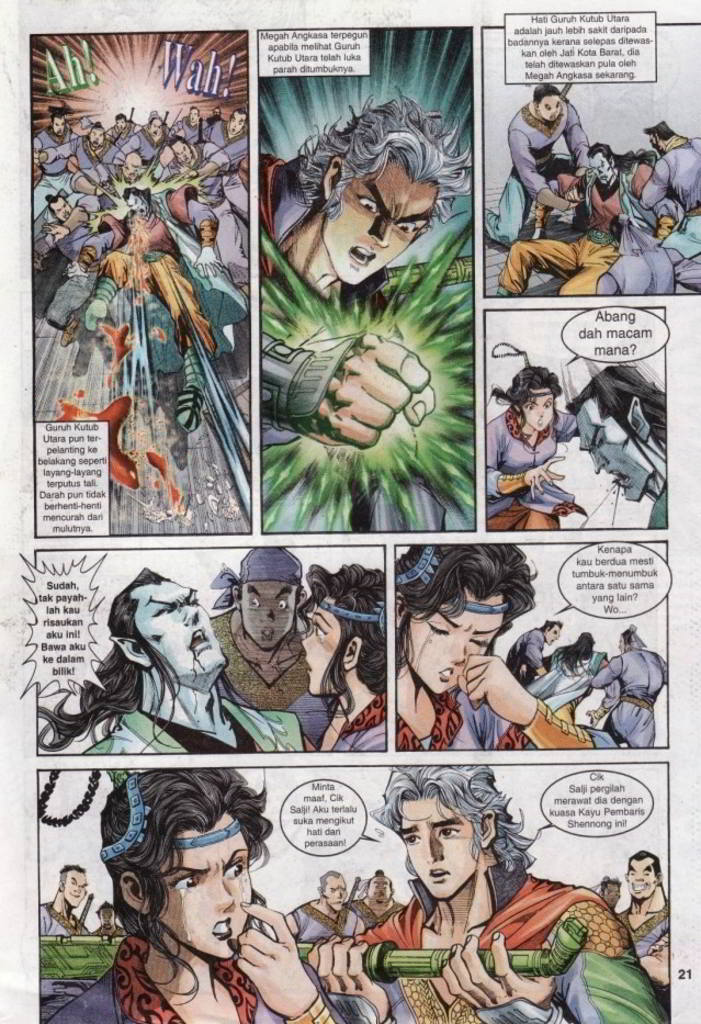 Ah!
Wah!
Guruh Kutub
Utara pun ter-
pelanting ke
belakang seperti
layang-layang
terputus tali.
Darah pun tidak
berhenti-henti
mencurah dari
mulutnya.
Megah Angkasa terpegun
apabila melihat Guruh
Kutub Utara telah luka
parah ditumbuknya.
Hati Guruh Kutub Utara
adalah jauh lebih sakit daripada
badannya kerana selepas ditewas-
kan oleh Jati Kota Barat, dia
telah ditewaskan pula oleh
Megah Angkasa sekarang.
Abang
dah macam
mana?
Sudah,
tak payah-
lah kau
risaukan
aku ini!
Bawa aku
ke dalam
bilik!
Kenapa
kau berdua mesti
tumbuk-menumbuk
antara satu sama
yang lain?
Wo...
Minta
maaf, Cik
Salji! Aku terlalu
suka mengikut
hati dan
perasaan!
Cik
Salji pergilah
merawat dia dengan
kuasa Kayu Pembaris
Shennong ini!
21